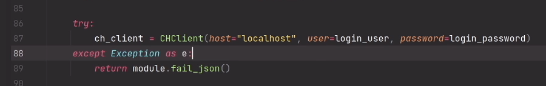 85
86 try:
87 ch_client = CHClient(host="localhost", user=login_user, password=login_password)
88 except Exception as e:
89 return module.fail_json()
90